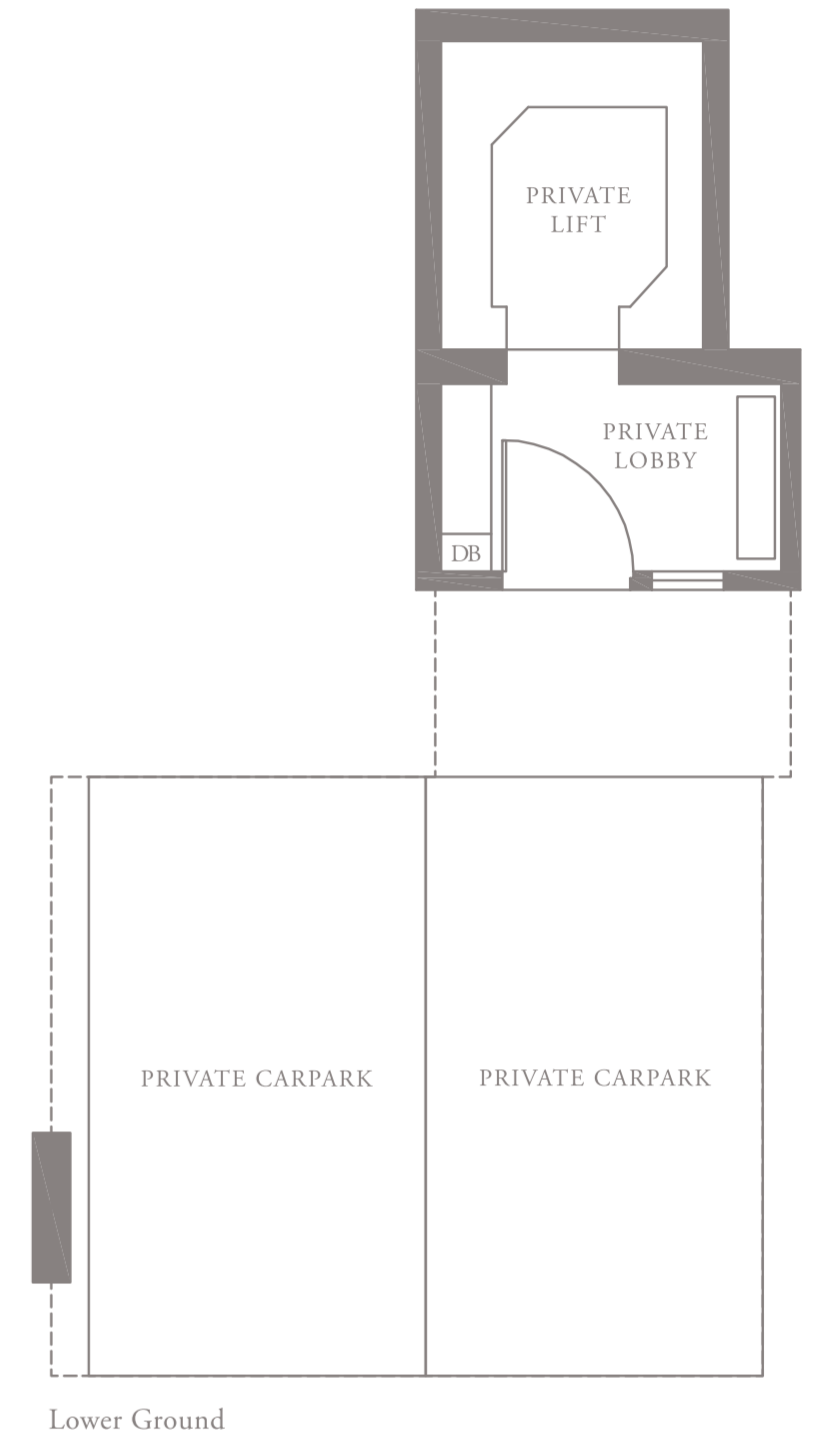 PRIVATE
LIFT
PRIVATE
LOBBY
DB
PRIVATE CARPARK
PRIVATE CARPARK
Lower Ground